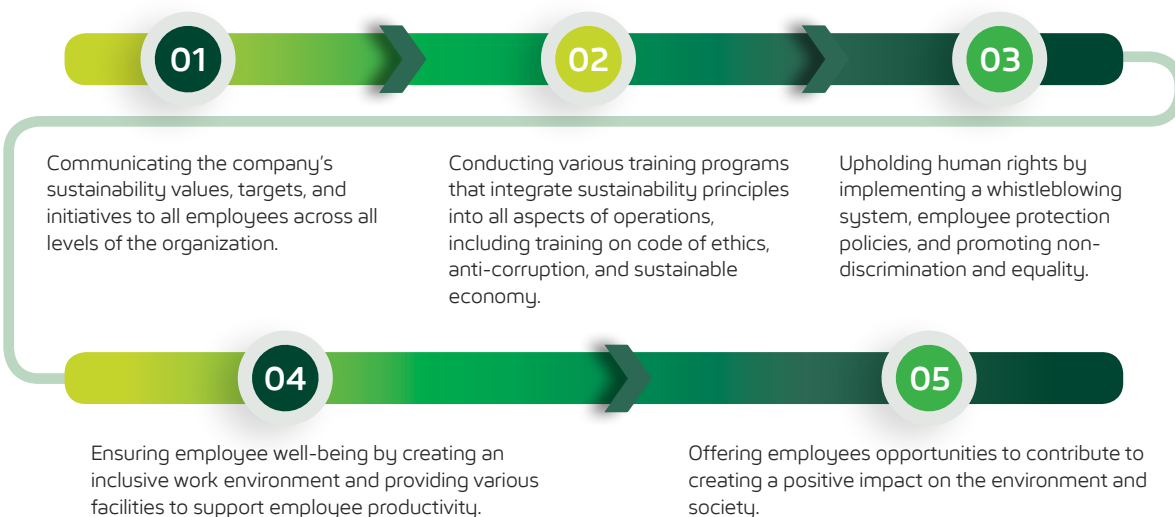 01
02
03
Communicating the company's
sustainability values, targets, and
initiatives to all employees across all
levels of the organization.
Conducting various training programs
that integrate sustainability principles
into all aspects of operations,
including training on code of ethics,
anti-corruption, and sustainable
economy.
Upholding human rights by
implementing a whistleblowing
system, employee protection
policies, and promoting non-
discrimination and equality.
04
05
Ensuring employee well-being by creating an
inclusive work environment and providing various
facilities to support employee productivity.
Offering employees opportunities to contribute to
creating a positive impact on the environment and
society.